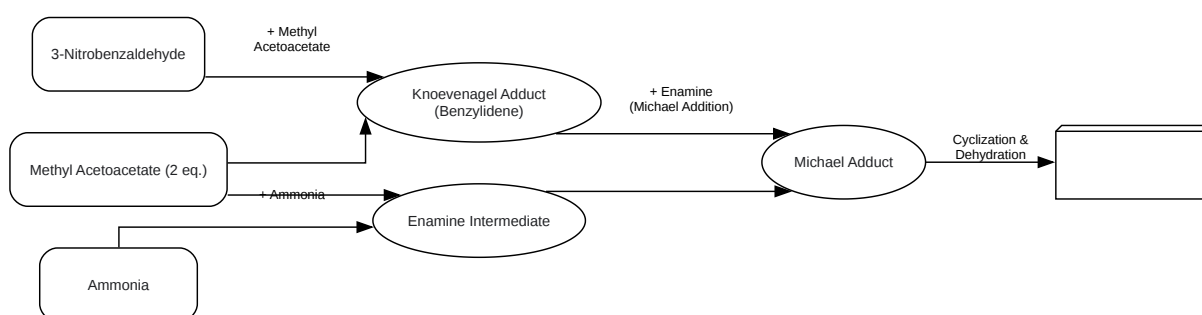 3-Nitrobenzaldehyde
+ Methyl
Acetoacetate
Knoevenagel Adduct
(Benzylidene)
+ Enamine
(Michael Addition)
Methyl Acetoacetate (2 eq.)
+ Ammonia
Enamine Intermediate
Michael Adduct
Cyclization &
Dehydration
Ammonia